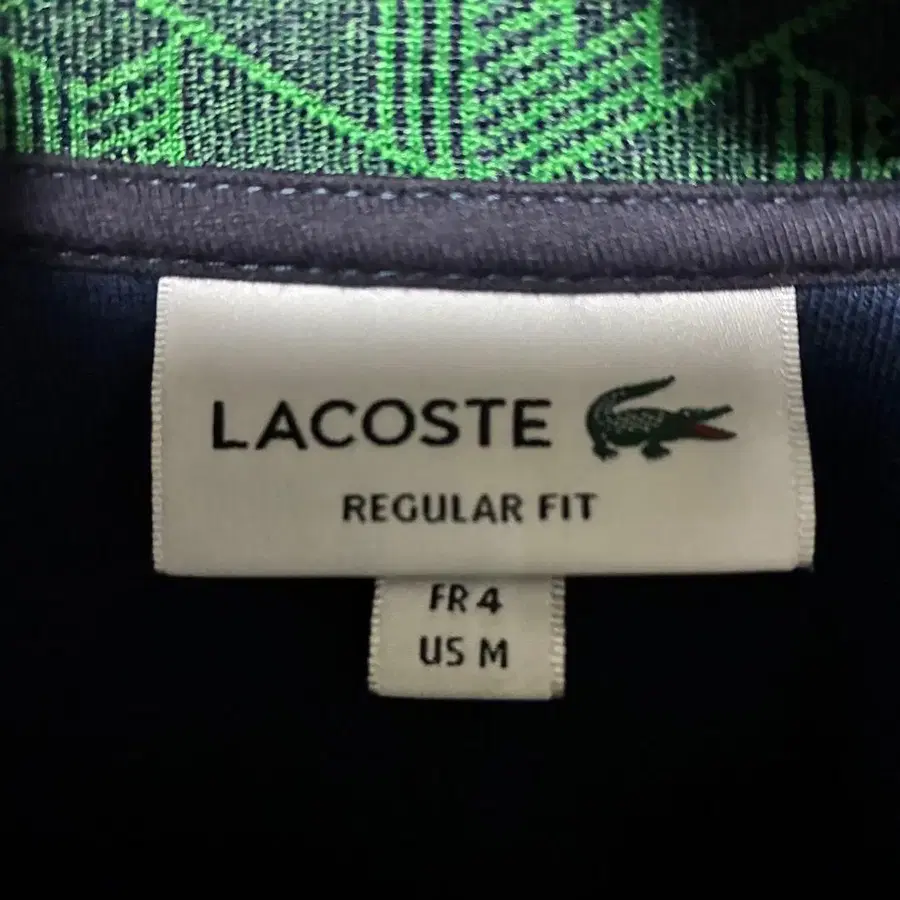 LACOSTE
REGULAR FIT
FR 4
US M